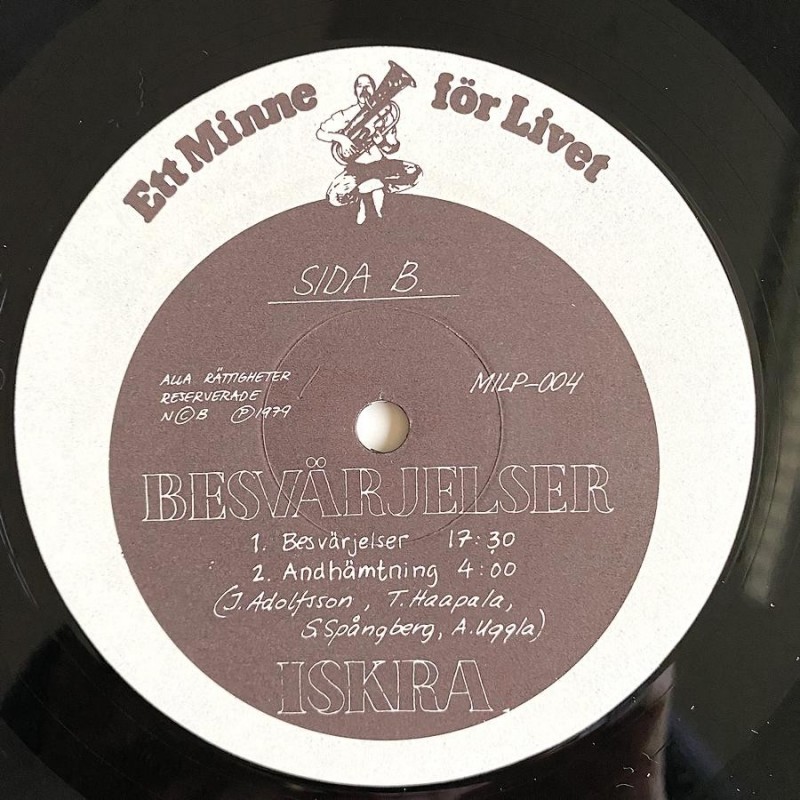 Ett Minne för Livet
SIDA B.
ALLA RÄTTIGHETER
RESERVERADE
N©B ℗1979
MILP-004
BESVÄRJELSER
1. Besvärjelser 17:30
2. Andhämtning 4:00
(J. Adolfsson, T. Haapala,
S. Spångberg, A. Uggla)
ISKRA